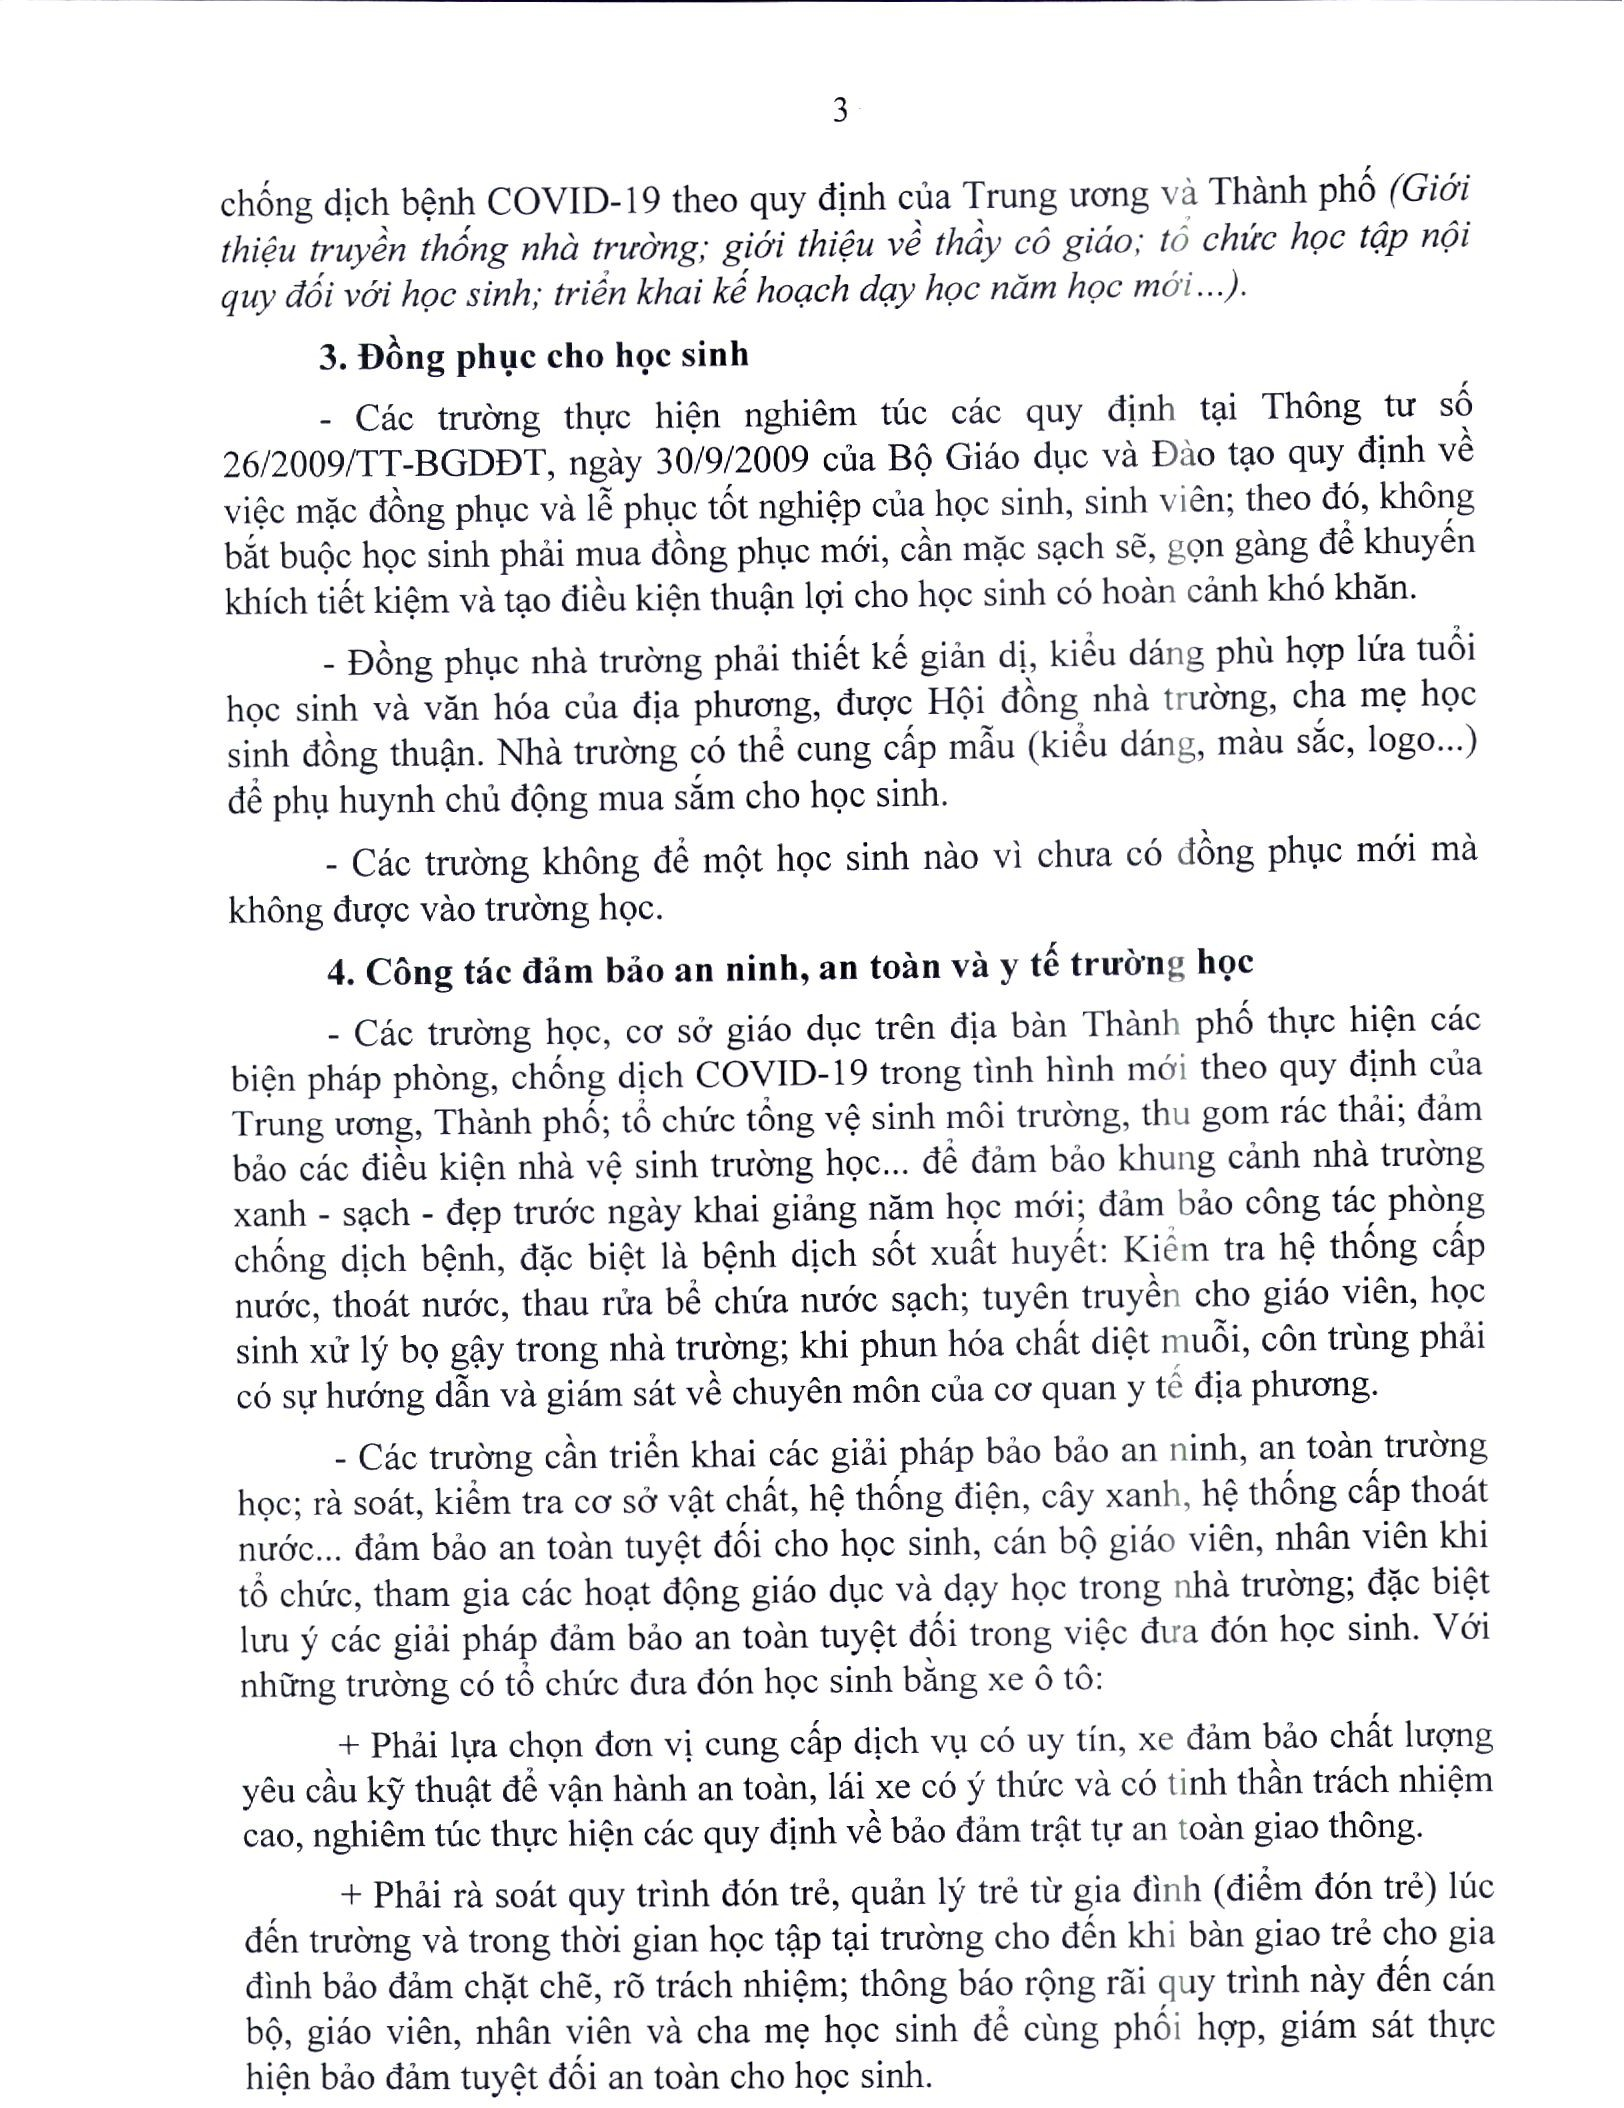 3
chống dịch bệnh COVID-19 theo quy định của Trung ương và Thành phố (Giới
thiệu truyền thống nhà trường; giới thiệu về thầy cô giáo; tổ chức học tập nội
quy đối với học sinh; triển khai kế hoạch dạy học năm học mới...).
3. Đồng phục cho học sinh
- Các trường thực hiện nghiêm túc các quy định tại Thông tư số
26/2009/TT-BGDĐT, ngày 30/9/2009 của Bộ Giáo dục và Đào tạo quy định về
việc mặc đồng phục và lễ phục tốt nghiệp của học sinh, sinh viên; theo đó, không
bắt buộc học sinh phải mua đồng phục mới, cần mặc sạch sẽ, gọn gàng để khuyến
khích tiết kiệm và tạo điều kiện thuận lợi cho học sinh có hoàn cảnh khó khăn.
- Đồng phục nhà trường phải thiết kế giản dị, kiểu dáng phù hợp lứa tuổi
học sinh và văn hóa của địa phương, được Hội đồng nhà trường, cha mẹ học
sinh đồng thuận. Nhà trường có thể cung cấp mẫu (kiểu dáng, màu sắc, logo...)
để phụ huynh chủ động mua sắm cho học sinh.
- Các trường không để một học sinh nào vì chưa có đồng phục mới mà
không được vào trường học.
4. Công tác đảm bảo an ninh, an toàn và y tế trường học
- Các trường học, cơ sở giáo dục trên địa bàn Thành phố thực hiện các
biện pháp phòng, chống dịch COVID-19 trong tình hình mới theo quy định của
Trung ương, Thành phố; tổ chức tổng vệ sinh môi trường, thu gom rác thải; đảm
bảo các điều kiện nhà vệ sinh trường học... để đảm bảo khung cảnh nhà trường
xanh - sạch - đẹp trước ngày khai giảng năm học mới; đảm bảo công tác phòng
chống dịch bệnh, đặc biệt là bệnh dịch sốt xuất huyết: Kiểm tra hệ thống cấp
nước, thoát nước, thau rửa bể chứa nước sạch; tuyên truyền cho giáo viên, học
sinh xử lý bọ gậy trong nhà trường; khi phun hóa chất diệt muỗi, côn trùng phải
có sự hướng dẫn và giám sát về chuyên môn của cơ quan y tế địa phương.
- Các trường cần triển khai các giải pháp bảo bảo an ninh, an toàn trường
học; rà soát, kiểm tra cơ sở vật chất, hệ thống điện, cây xanh, hệ thống cấp thoát
nước... đảm bảo an toàn tuyệt đối cho học sinh, cán bộ giáo viên, nhân viên khi
tổ chức, tham gia các hoạt động giáo dục và dạy học trong nhà trường; đặc biệt
lưu ý các giải pháp đảm bảo an toàn tuyệt đối trong việc đưa đón học sinh. Với
những trường có tổ chức đưa đón học sinh bằng xe ô tô:
+ Phải lựa chọn đơn vị cung cấp dịch vụ có uy tín, xe đảm bảo chất lượng
yêu cầu kỹ thuật để vận hành an toàn, lái xe có ý thức và có tinh thần trách nhiệm
cao, nghiêm túc thực hiện các quy định về bảo đảm trật tự an toàn giao thông.
+ Phải rà soát quy trình đón trẻ, quản lý trẻ từ gia đình (điểm đón trẻ) lúc
đến trường và trong thời gian học tập tại trường cho đến khi bàn giao trẻ cho gia
đình bảo đảm chặt chẽ, rõ trách nhiệm; thông báo rộng rãi quy trình này đến cán
bộ, giáo viên, nhân viên và cha mẹ học sinh để cùng phối hợp, giám sát thực
hiện bảo đảm tuyệt đối an toàn cho học sinh.